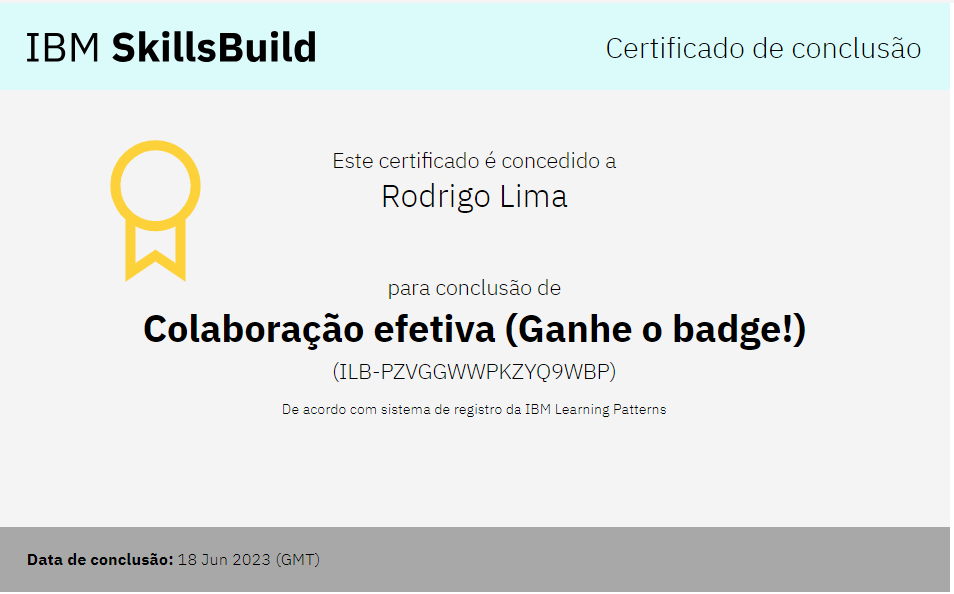 IBM SkillsBuild
Certificado de conclusão
Este certificado é concedido a
Rodrigo Lima
para conclusão de
Colaboração efetiva (Ganhe o badge!)
(ILB-PZVGGWWPKZYQ9WBP)
De acordo com sistema de registro da IBM Learning Patterns
Data de conclusão: 18 Jun 2023 (GMT)